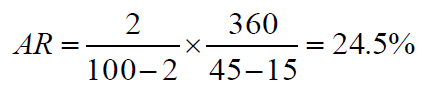 AR = 2/(100−2) × 360/(45−15) = 24.5%